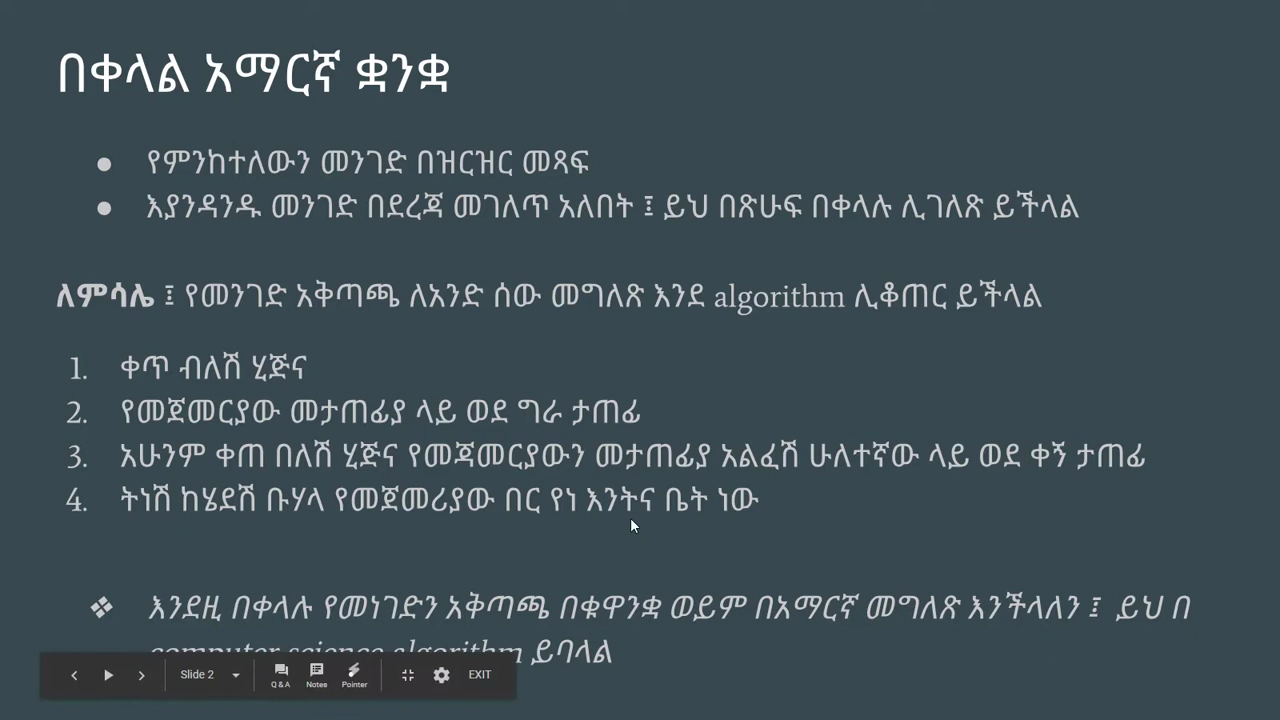 በቀላል አማርኛ ቋንቋ
● የምንከተለውን መንገድ በዝርዝር መጻፍ
● እያንዳንዱ መንገድ በደረጃ መገለጥ አለበት ፤ ይህ በጽሁፍ በቀላሉ ሊገለጽ ይችላል
ለምሳሌ ፤ የመንገድ አቅጣጫ ለአንድ ሰው መግለጽ እንደ algorithm ሊቆጠር ይችላል
1. ቀጥ ብለሽ ሂጅና
2. የመጀመርያው መታጠፊያ ላይ ወደ ግራ ታጠፊ
3. አሁንም ቀጠ በለሽ ሂጅና የመጃመርያውን መታጠፊያ አልፈሽ ሁለተኛው ላይ ወደ ቀኝ ታጠፊ
4. ትነሽ ከሄደሽ ቡሃላ የመጀመሪያው በር የነ እንትና ቤት ነው
❖ እንደዚ በቀላሉ የመነገድን አቅጣጫ በቁዋንቋ ወይም በአማርኛ መግለጽ እንችላለን ፤ ይህ በ
computer science algorithm ይባላል
Slide 2
Q & A
Notes
Pointer
EXIT